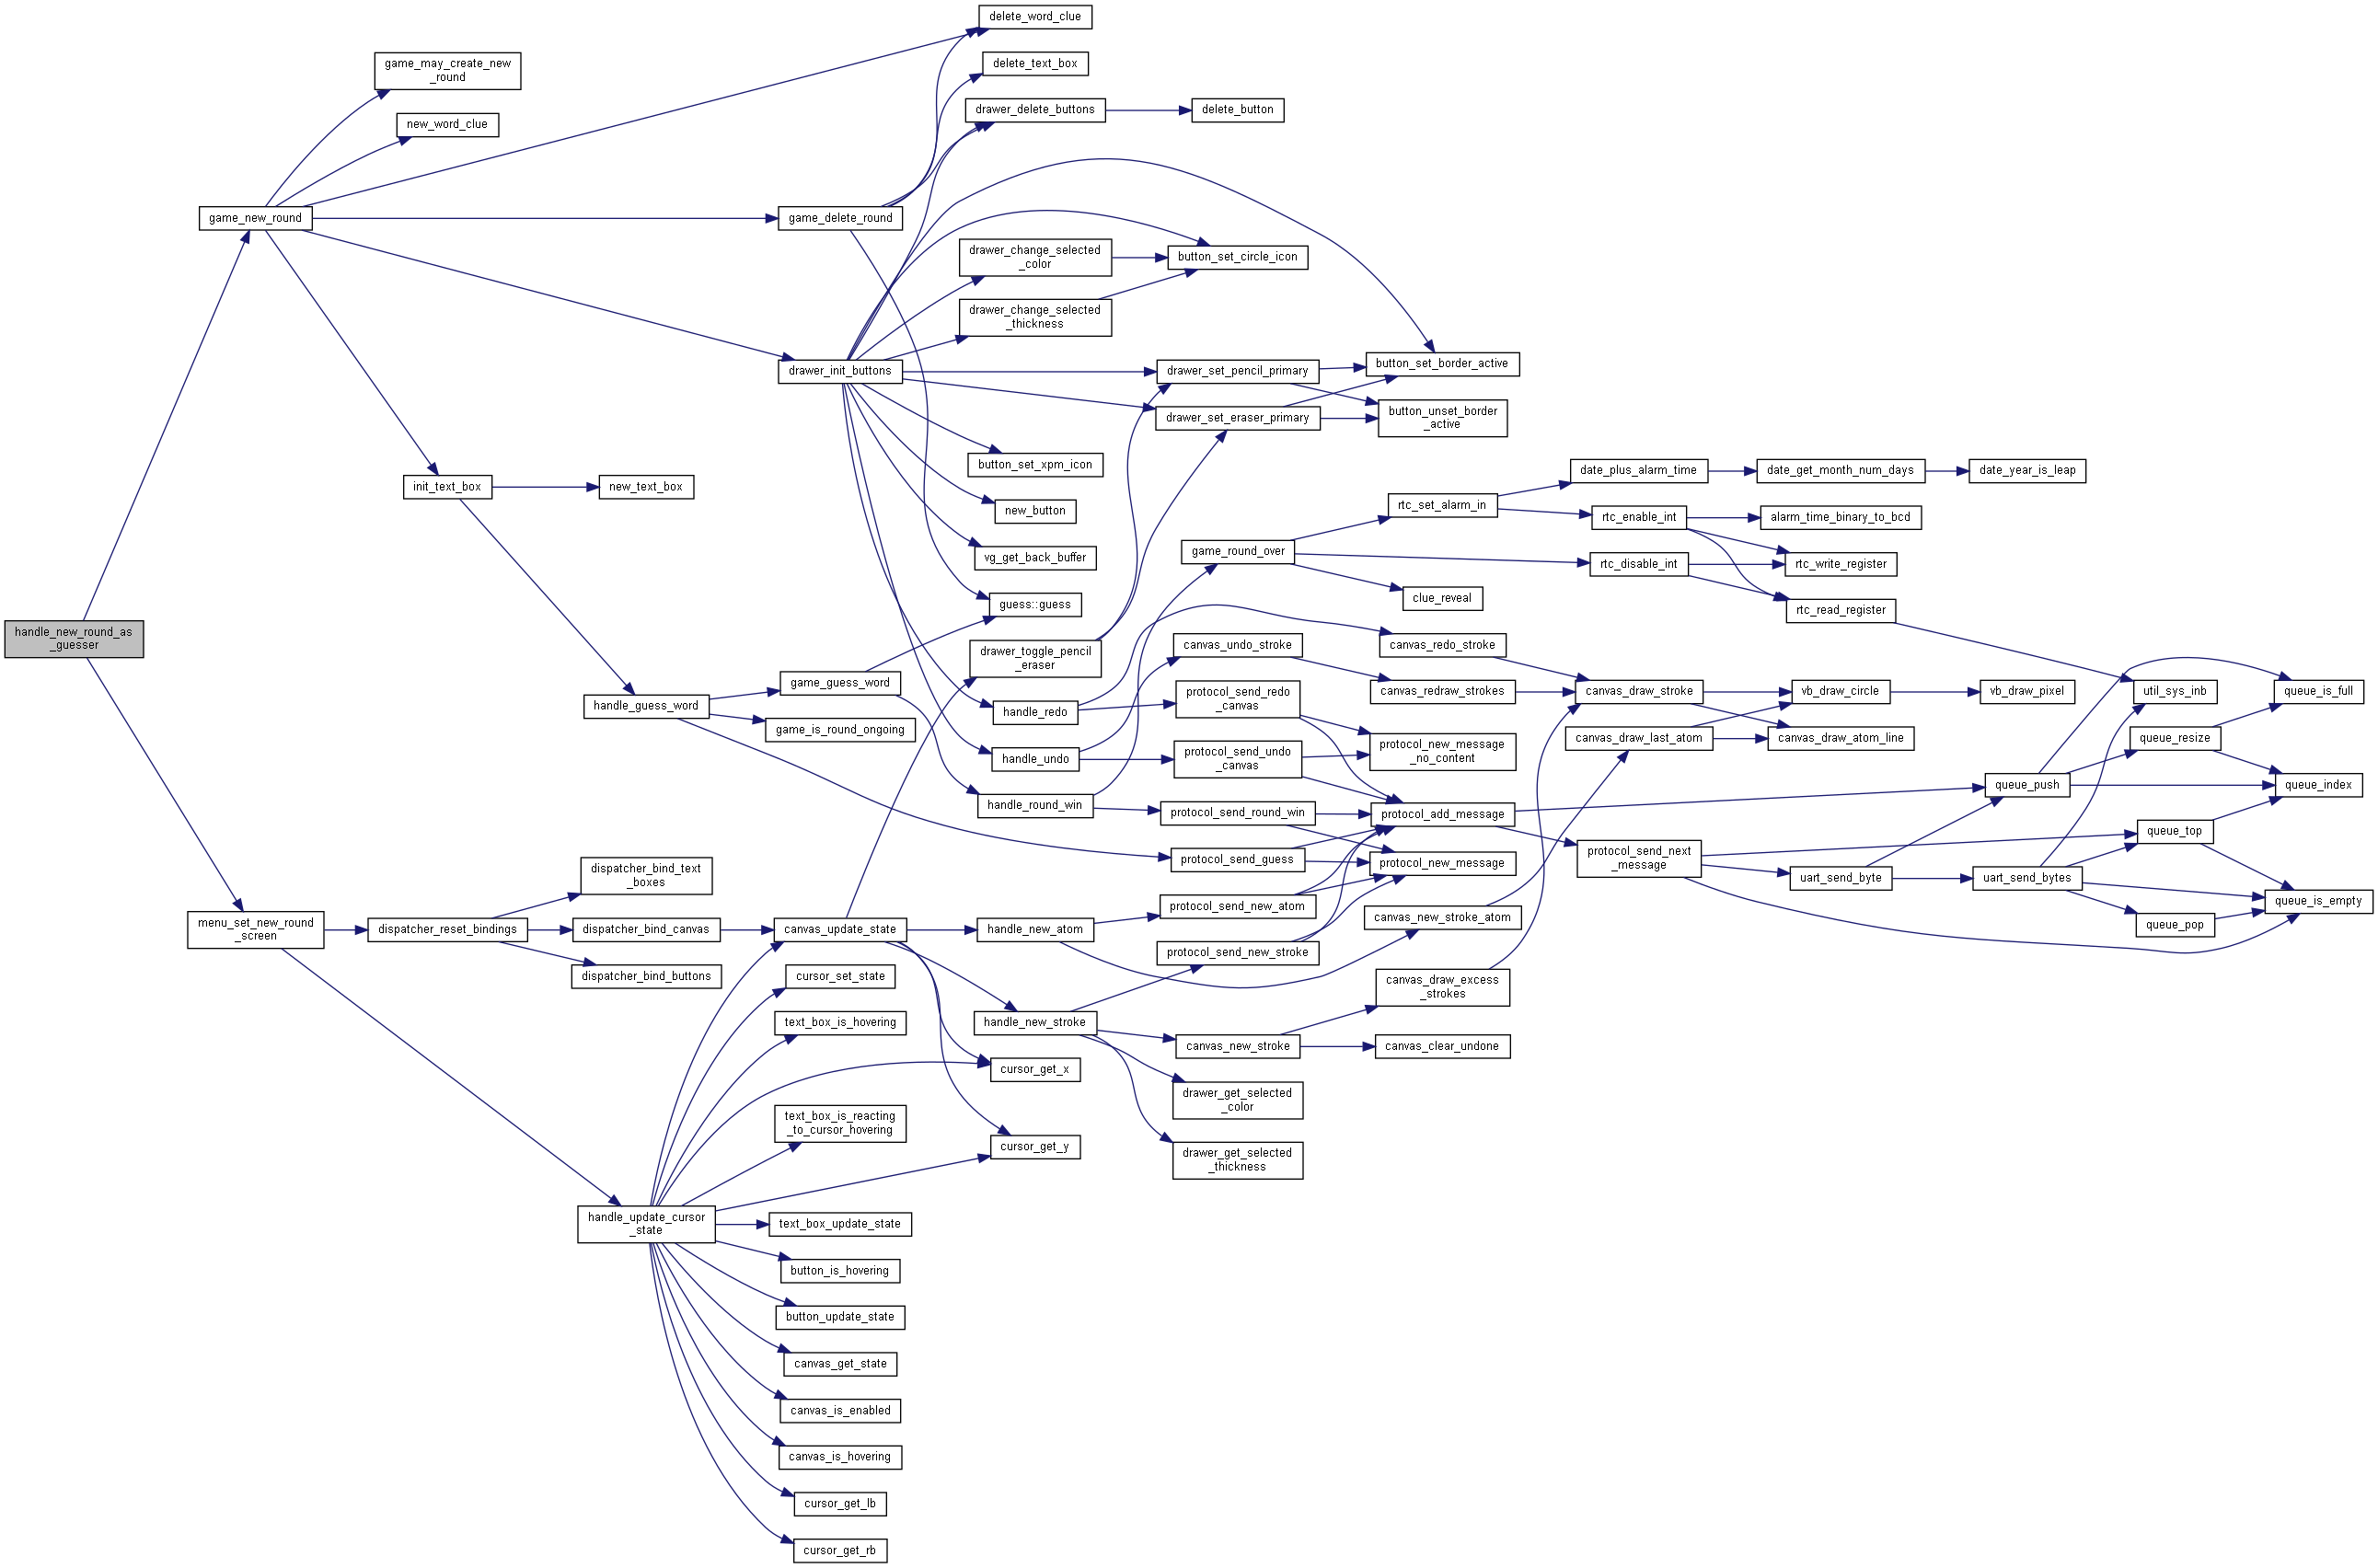 delete_word_clue
game_may_create_new
_round
delete_text_box
drawer_delete_buttons
delete_button
new_word_clue
game_new_round
game_delete_round
drawer_change_selected
_color
button_set_circle_icon
drawer_change_selected
_thickness
drawer_init_buttons
drawer_set_pencil_primary
button_set_border_active
drawer_set_eraser_primary
button_unset_border
_active
button_set_xpm_icon
init_text_box
new_text_box
new_button
vg_get_back_buffer
guess::guess
date_plus_alarm_time
date_get_month_num_days
date_year_is_leap
rtc_set_alarm_in
rtc_enable_int
alarm_time_binary_to_bcd
game_round_over
rtc_disable_int
rtc_write_register
clue_reveal
rtc_read_register
handle_new_round_as
_guesser
drawer_toggle_pencil
_eraser
canvas_undo_stroke
canvas_redo_stroke
game_guess_word
handle_guess_word
handle_redo
protocol_send_redo
_canvas
canvas_redraw_strokes
canvas_draw_stroke
vb_draw_circle
vb_draw_pixel
util_sys_inb
queue_is_full
game_is_round_ongoing
handle_undo
protocol_send_undo
_canvas
protocol_new_message
_no_content
canvas_draw_last_atom
canvas_draw_atom_line
queue_resize
queue_push
queue_index
handle_round_win
protocol_send_round_win
protocol_add_message
queue_top
protocol_send_guess
protocol_new_message
protocol_send_next
_message
uart_send_byte
uart_send_bytes
queue_is_empty
queue_pop
dispatcher_bind_text
_boxes
menu_set_new_round
_screen
dispatcher_reset_bindings
dispatcher_bind_canvas
canvas_update_state
handle_new_atom
protocol_send_new_atom
canvas_new_stroke_atom
protocol_send_new_stroke
dispatcher_bind_buttons
cursor_set_state
canvas_draw_excess
_strokes
text_box_is_hovering
handle_new_stroke
canvas_new_stroke
canvas_clear_undone
cursor_get_x
drawer_get_selected
_color
text_box_is_reacting
_to_cursor_hovering
cursor_get_y
drawer_get_selected
_thickness
handle_update_cursor
_state
text_box_update_state
button_is_hovering
button_update_state
canvas_get_state
canvas_is_enabled
canvas_is_hovering
cursor_get_lb
cursor_get_rb